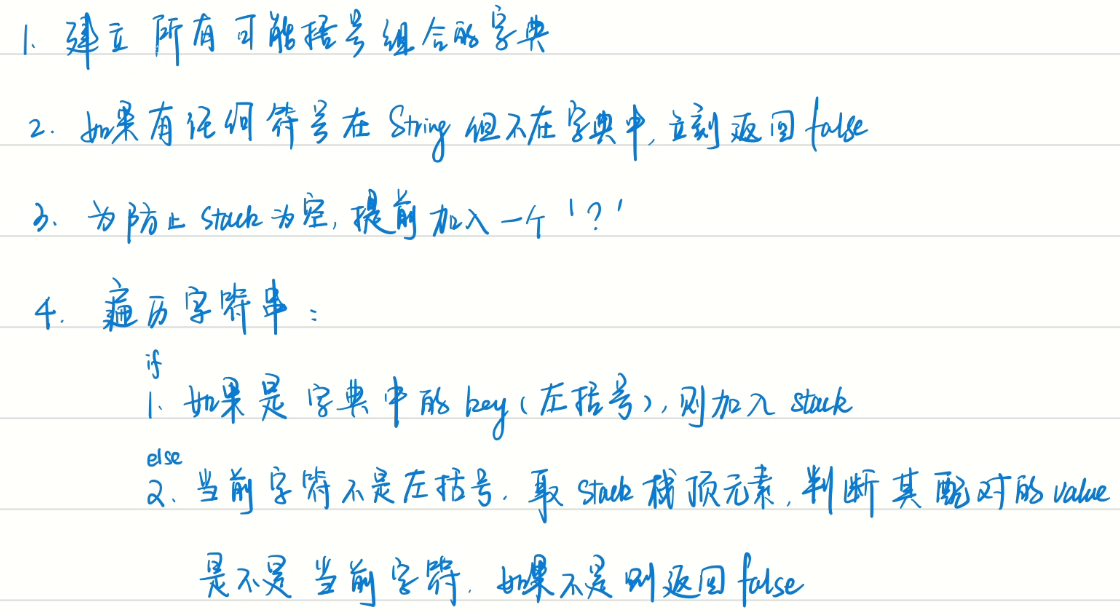 1. 建立 所有可能括号组合的字典
2. 如果有任何符号在 String 但不在字典中, 立刻返回 false
3. 为防止 stack 为空, 提前加入一个 '?'
4. 遍历字符串:
if
1. 如果是字典中的 key (左括号), 则加入 stack
else
2. 当前字符不是左括号. 取 stack 栈顶元素, 判断其配对的 value
是不是当前字符. 如果不是则返回 false